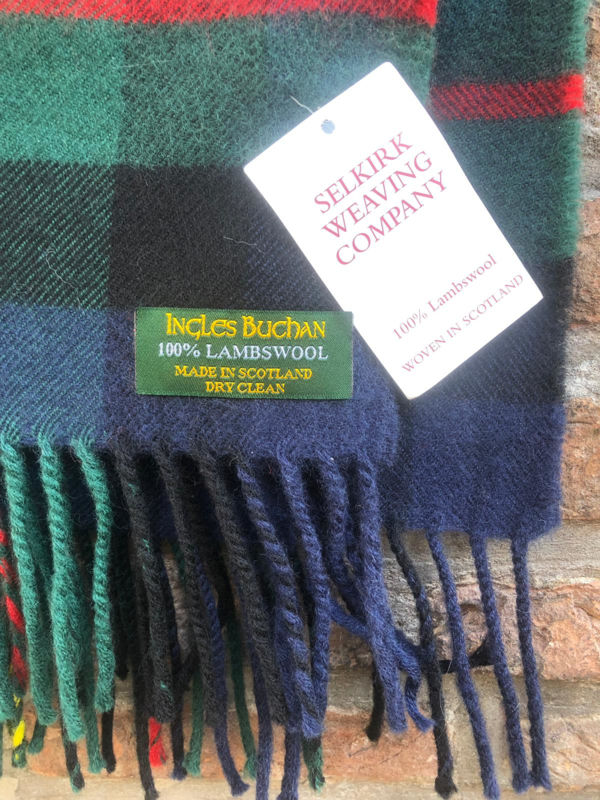 SELKIRK
WEAVING
COMPANY
100% Lambswool
WOVEN IN SCOTLAND
INGLES BUCHAN
100% LAMBSWOOL
MADE IN SCOTLAND
DRY CLEAN